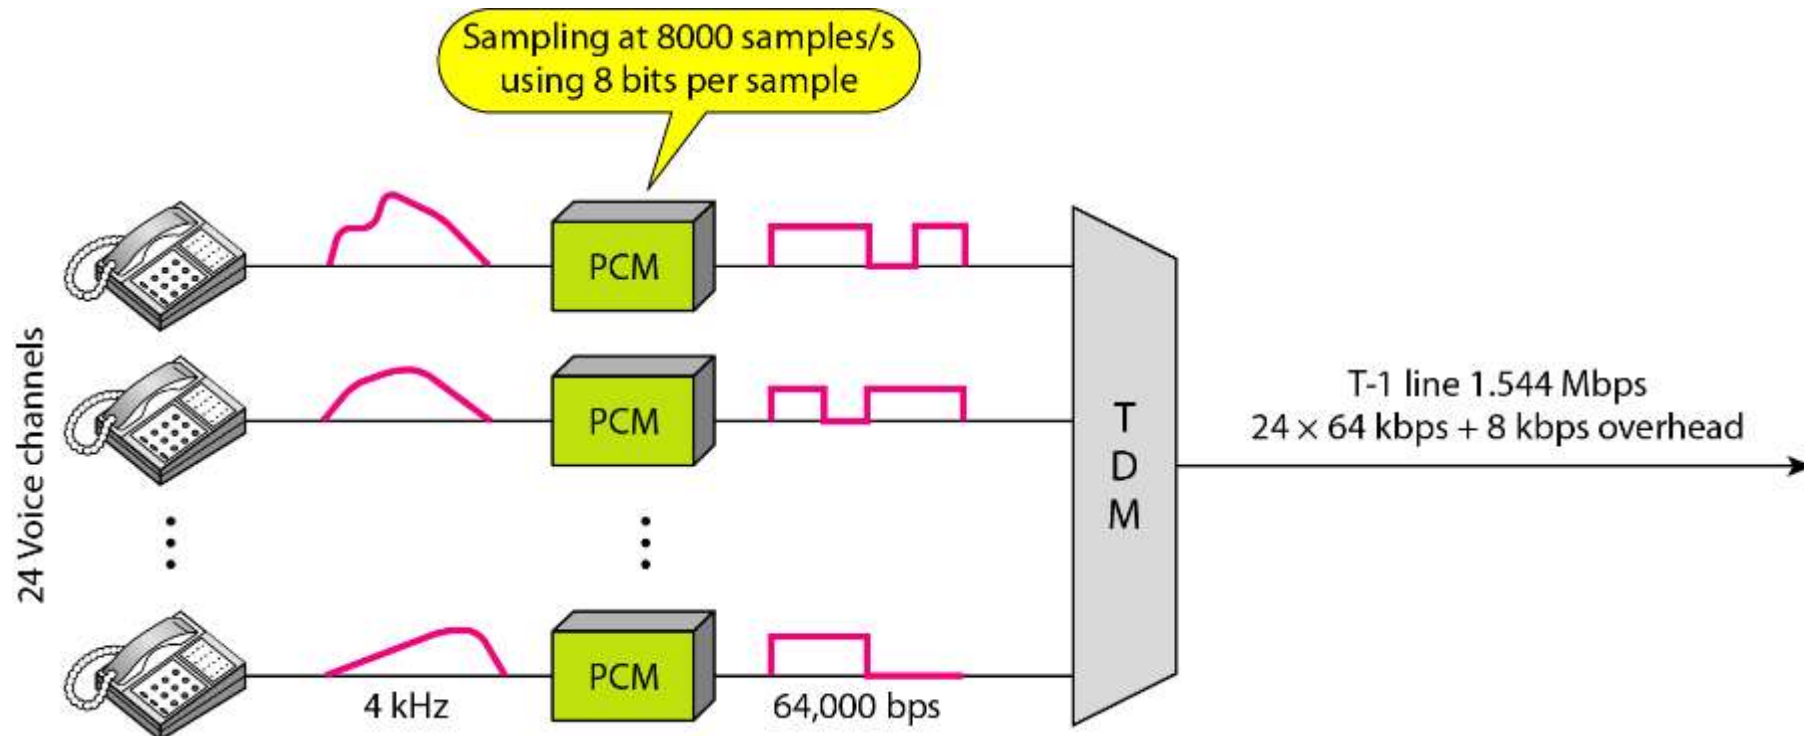 Sampling at 8000 samples/s
using 8 bits per sample
24 Voice channels
PCM
PCM
PCM
4 kHz
64,000 bps
T
D
M
T-1 line 1.544 Mbps
24 × 64 kbps + 8 kbps overhead